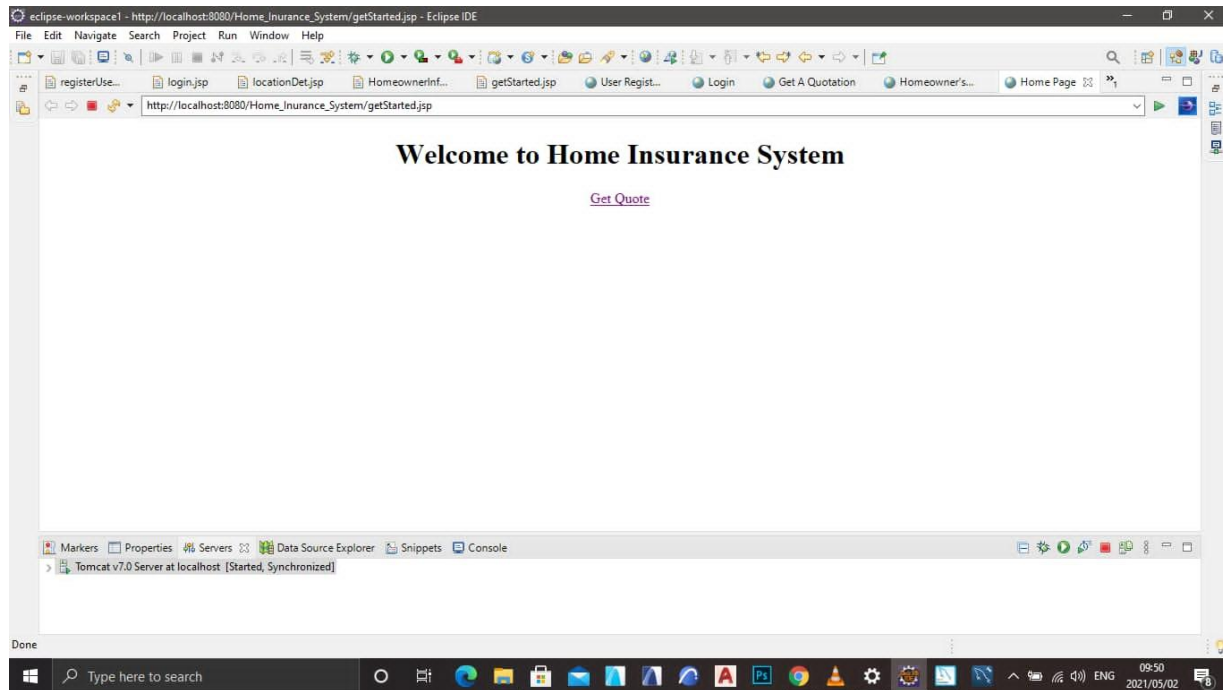 eclipse-workspace1 - http://localhost:8080/Home_Inurance_System/getStarted.jsp - Eclipse IDE
File Edit Navigate Search Project Run Window Help
registerUse... login.jsp locationDet.jsp HomeownerInf... getStarted.jsp User Regist... Login Get A Quotation Homeowner's... Home Page »1
http://localhost:8080/Home_Inurance_System/getStarted.jsp
Welcome to Home Insurance System
Get Quote
Markers Properties Servers Data Source Explorer Snippets Console
Tomcat v7.0 Server at localhost [Started, Synchronized]
Done
Type here to search
A Ps ENG 09:50
2021/05/02 8